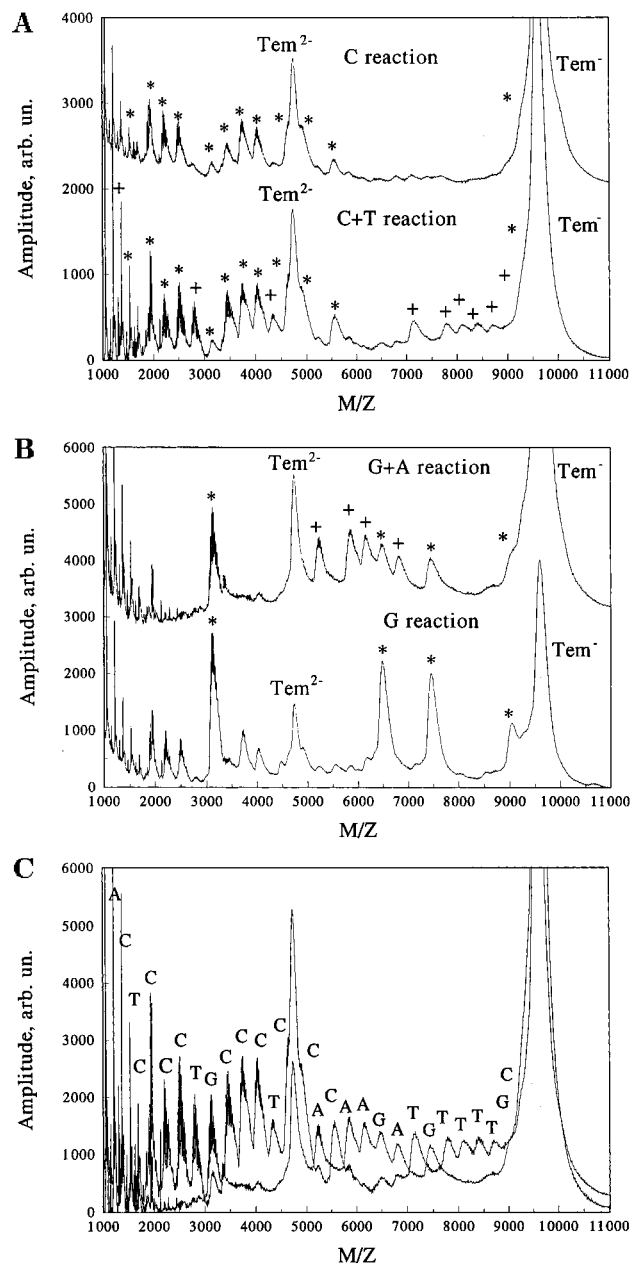 A
4000
3000
2000
1000
0
Amplitude, arb. un.
Tem2-
C reaction
Tem-
* * * * * * * * * * * * *
Tem2-
C+T reaction
Tem-
+ * * * * + * * * * + * * * + + + + + + *
1000 2000 3000 4000 5000 6000 7000 8000 9000 10000 11000
M/Z
B
6000
5000
4000
3000
2000
1000
0
Amplitude, arb. un.
Tem2-
G+A reaction
Tem-
* + + + * + * *
G reaction
Tem2-
Tem-
* * * *
1000 2000 3000 4000 5000 6000 7000 8000 9000 10000 11000
M/Z
C
6000
5000
4000
3000
2000
1000
0
Amplitude, arb. un.
A C T C C C C T G C C C T C C A C A A G A T G T T T T G C
1000 2000 3000 4000 5000 6000 7000 8000 9000 10000 11000
M/Z